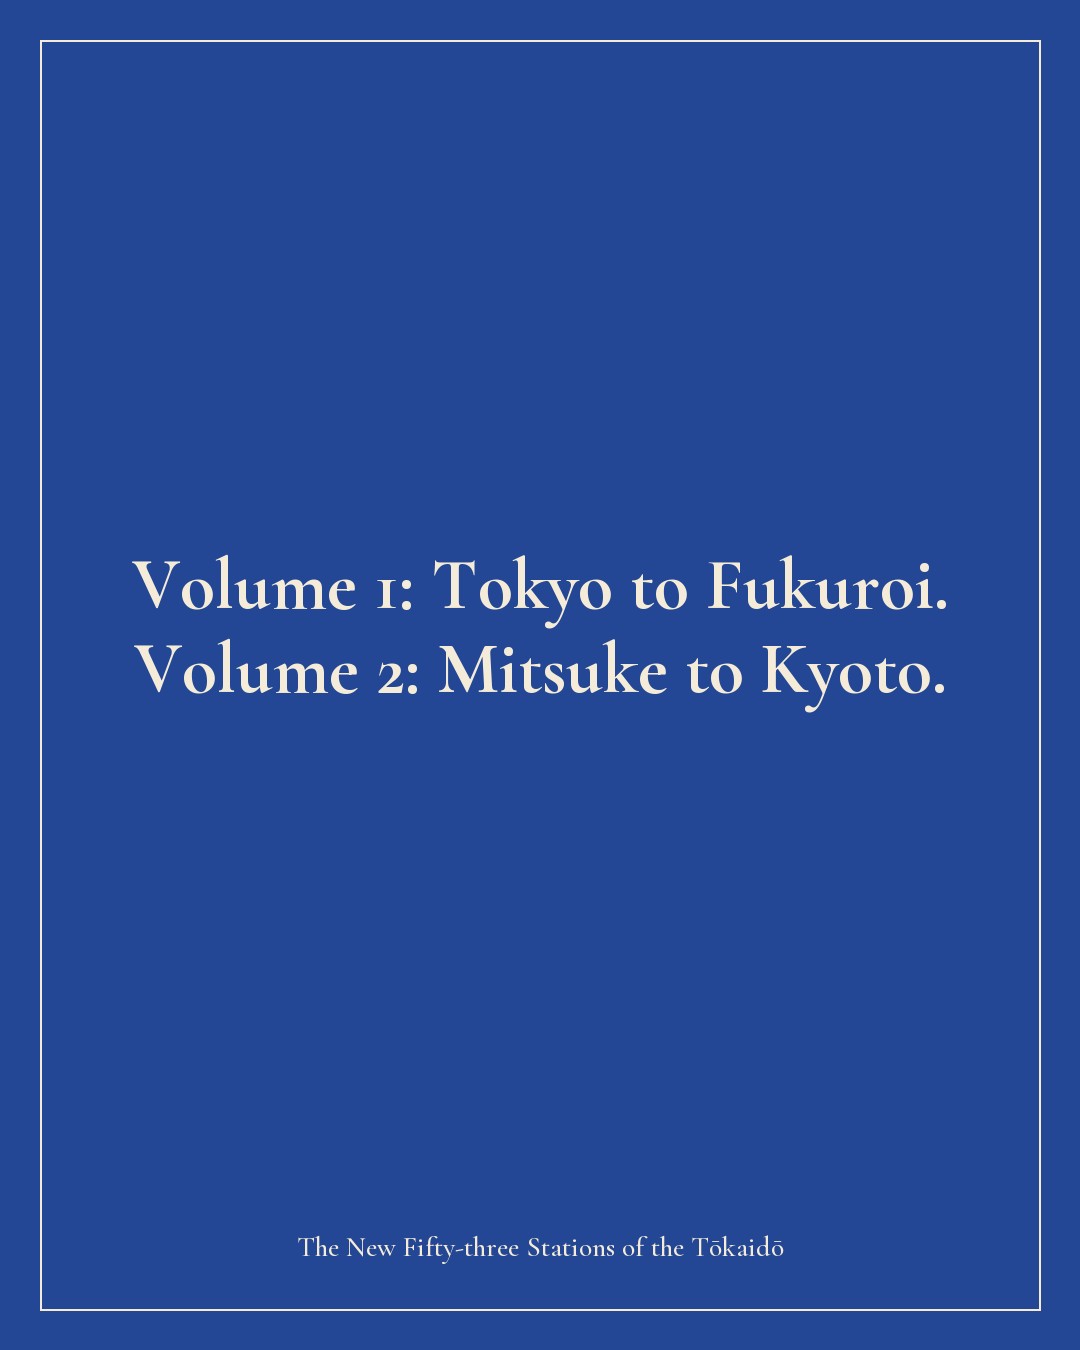 Volume 1: Tokyo to Fukuroi.
Volume 2: Mitsuke to Kyoto.
The New Fifty-three Stations of the Tōkaidō